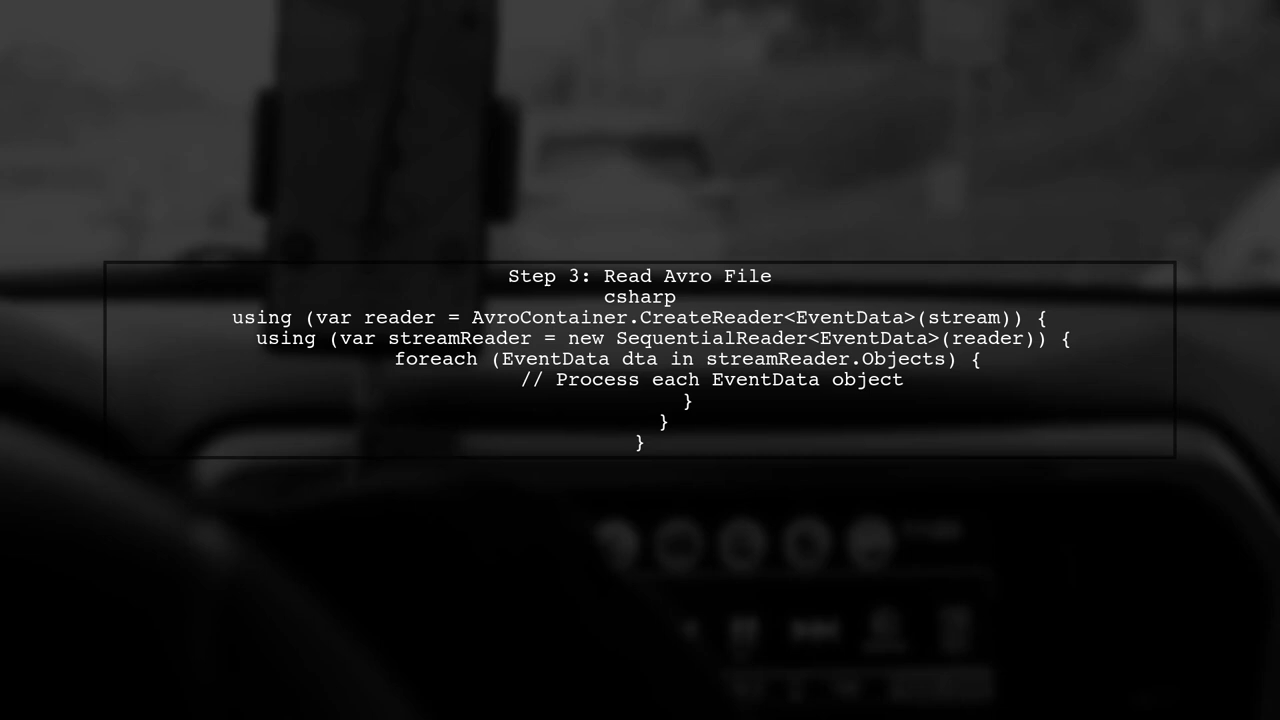 Step 3: Read Avro File
csharp
using (var reader = AvroContainer.CreateReader<EventData>(stream)) {
using (var streamReader = new SequentialReader<EventData>(reader)) {
foreach (EventData dta in streamReader.Objects) {
// Process each EventData object
}
}
}